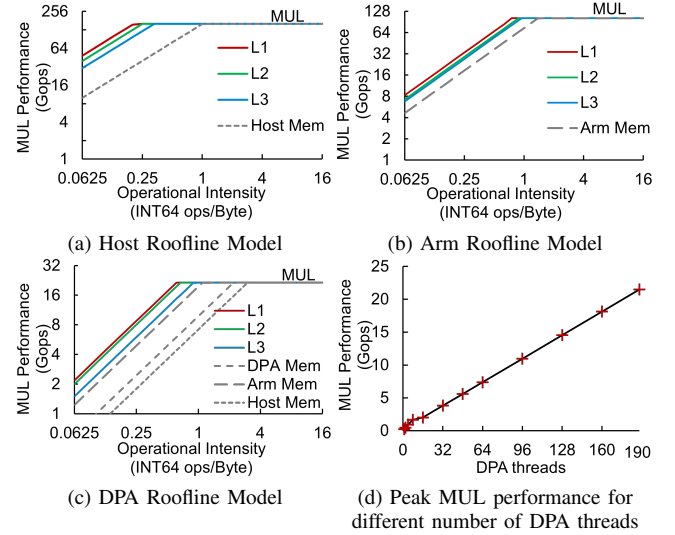 256
64
16
4
1
MUL Performance
(Gops)
MUL
L1
L2
L3
Host Mem
0.0625 0.25 1 4 16
Operational Intensity
(INT64 ops/Byte)
(a) Host Roofline Model
128
64
32
16
8
4
2
1
MUL Performance
(Gops)
MUL
L1
L2
L3
Arm Mem
0.0625 0.25 1 4 16
Operational Intensity
(INT64 ops/Byte)
(b) Arm Roofline Model
32
16
8
4
2
1
MUL Performance
(Gops)
MUL
L1
L2
L3
DPA Mem
Arm Mem
Host Mem
0.0625 0.25 1 4 16
Operational Intensity
(INT64 ops/Byte)
(c) DPA Roofline Model
25
20
15
10
5
0
MUL Performance
(Gops)
0 32 64 96 128 160 190
DPA threads
(d) Peak MUL performance for
different number of DPA threads